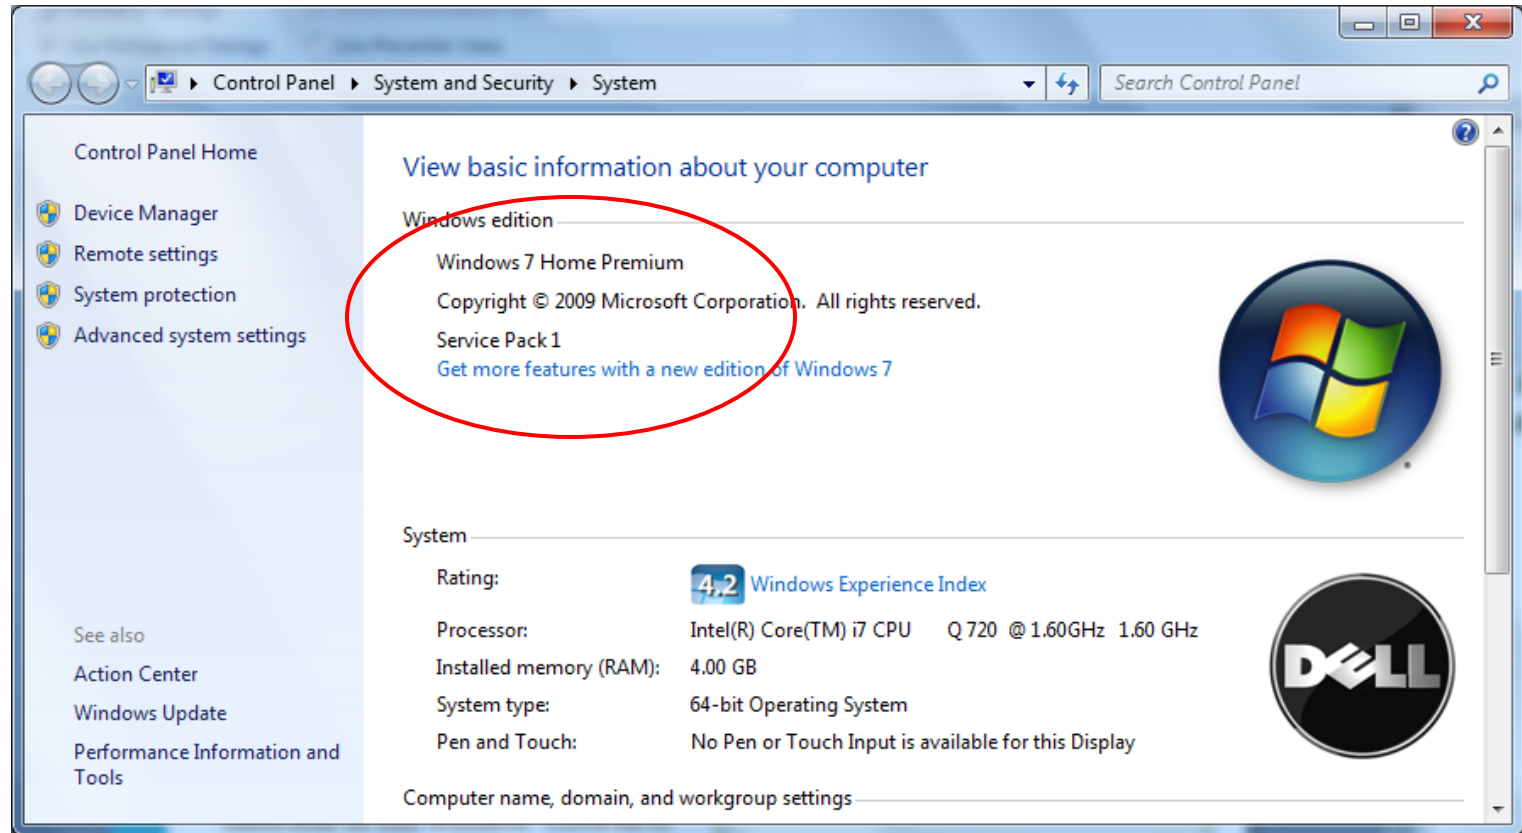 Control Panel ▸ System and Security ▸ System
Search Control Panel
Control Panel Home
Device Manager
Remote settings
System protection
Advanced system settings
See also
Action Center
Windows Update
Performance Information and
Tools
View basic information about your computer
Windows edition
Windows 7 Home Premium
Copyright © 2009 Microsoft Corporation. All rights reserved.
Service Pack 1
Get more features with a new edition of Windows 7
System
Rating:
4.2 Windows Experience Index
Processor:
Intel(R) Core(TM) i7 CPU Q 720 @ 1.60GHz 1.60 GHz
Installed memory (RAM):
4.00 GB
System type:
64-bit Operating System
Pen and Touch:
No Pen or Touch Input is available for this Display
DELL
Computer name, domain, and workgroup settings